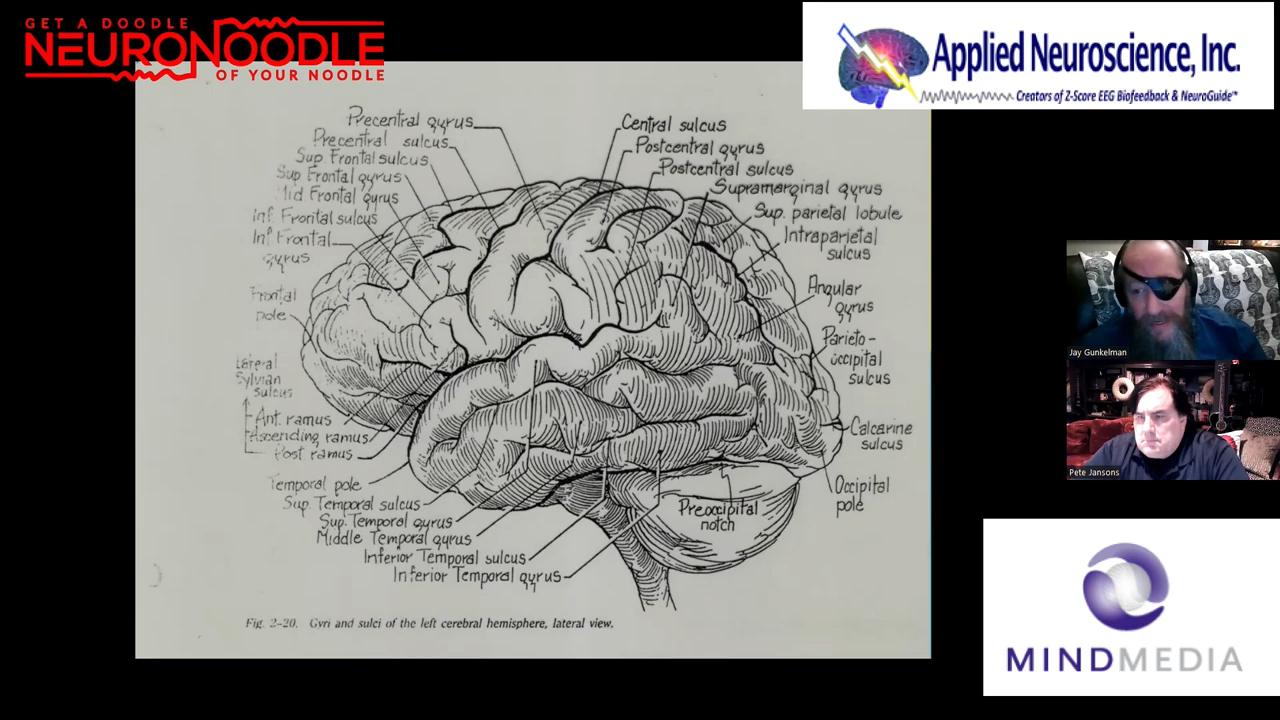 GET A DOODLE
NEURONOODLE
OF YOUR NOODLE
Applied Neuroscience, Inc.
Creators of Z-Score EEG Biofeedback & NeuroGuide™
Precentral gyrus
Precentral sulcus
Sup. Frontal sulcus
Sup Frontal gyrus
Mid Frontal gyrus
Inf. Frontal sulcus
Inf. Frontal
gyrus
Frontal
pole
Lateral
Sylvian
sulcus
Ant. ramus
Ascending ramus
Post ramus
Temporal pole
Sup. Temporal sulcus
Sup. Temporal gyrus
Middle Temporal gyrus
Inferior Temporal sulcus
Inferior Temporal gyrus
Central sulcus
Postcentral gyrus
Postcentral sulcus
Supramarginal gyrus
Sup. parietal lobule
Intraparietal
sulcus
Angular
gyrus
Parieto-
occipital
sulcus
Calcarine
sulcus
Occipital
pole
Preoccipital
notch
Fig. 2-20. Gyri and sulci of the left cerebral hemisphere, lateral view.
Jay Gunkelman
Pete Jansons
MINDMEDIA